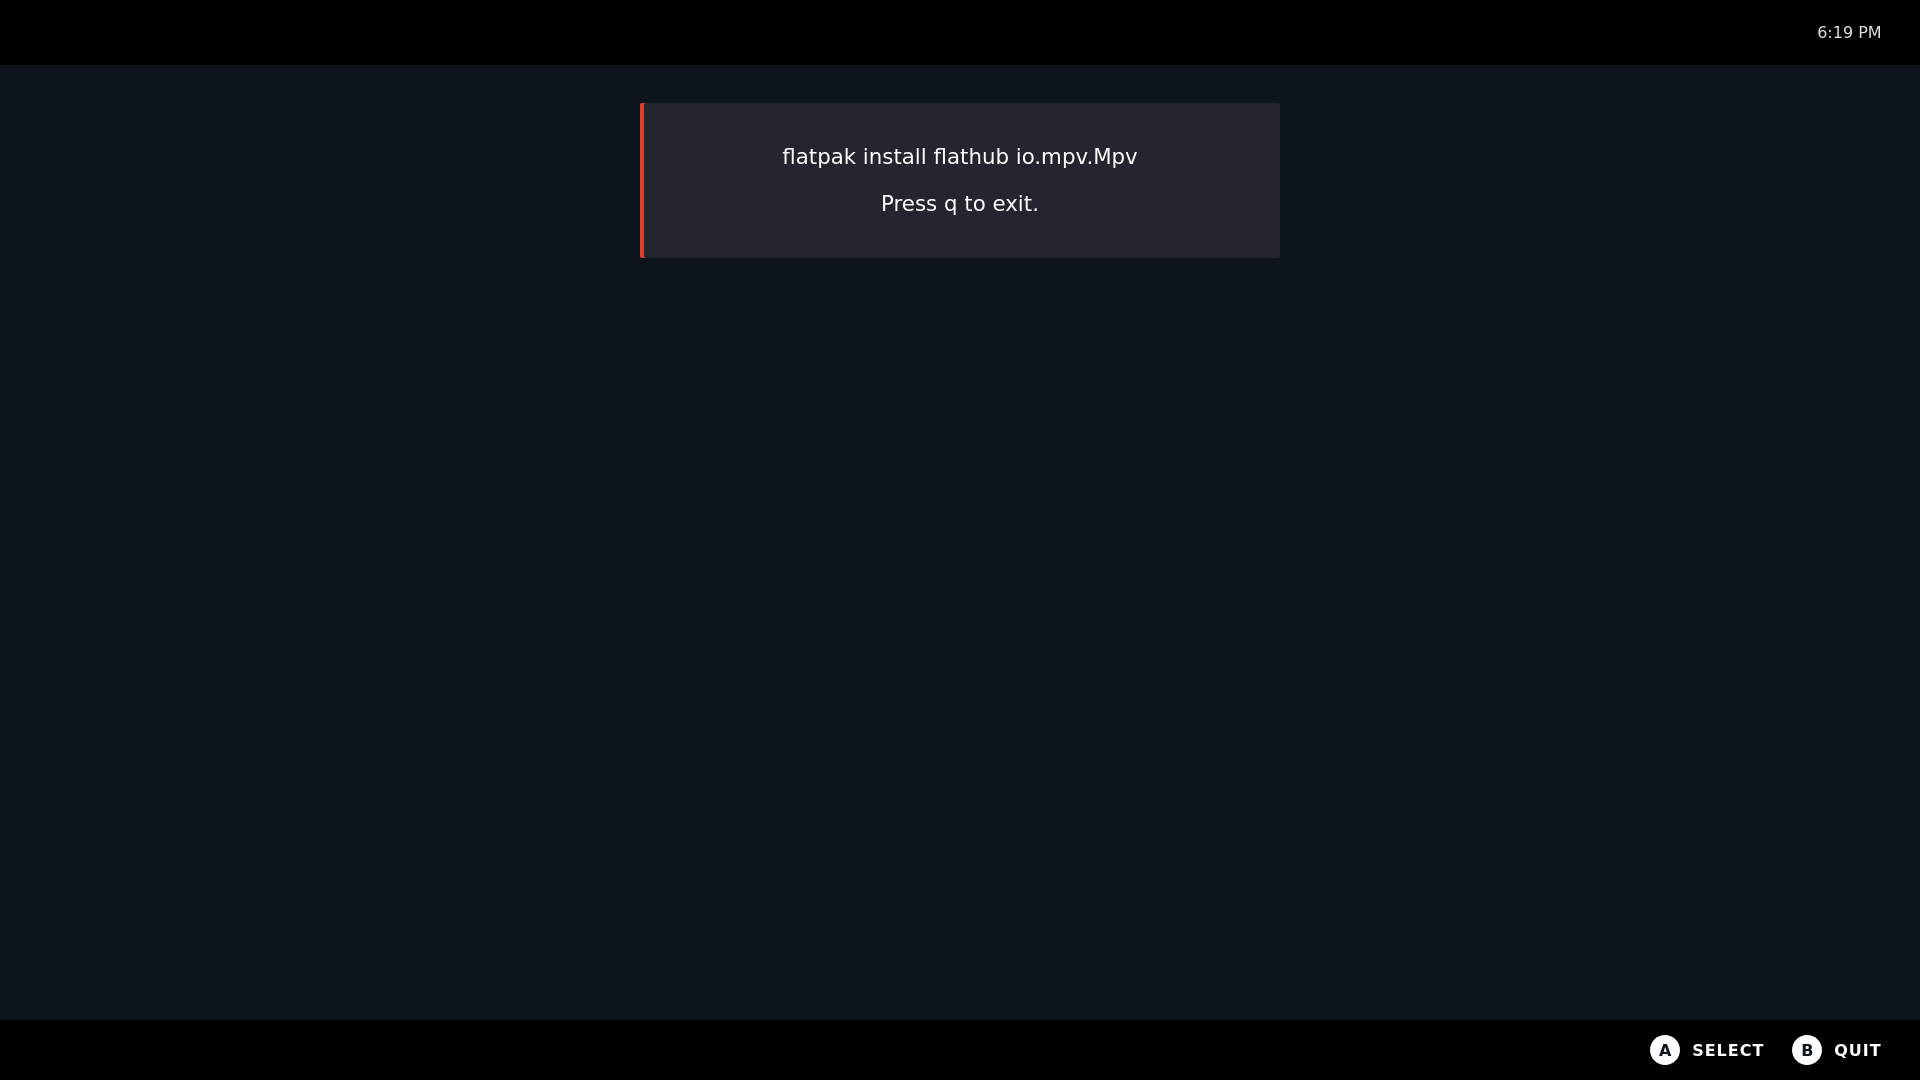 6:19 PM
flatpak install flathub io.mpv.Mpv
Press q to exit.
A SELECT B QUIT